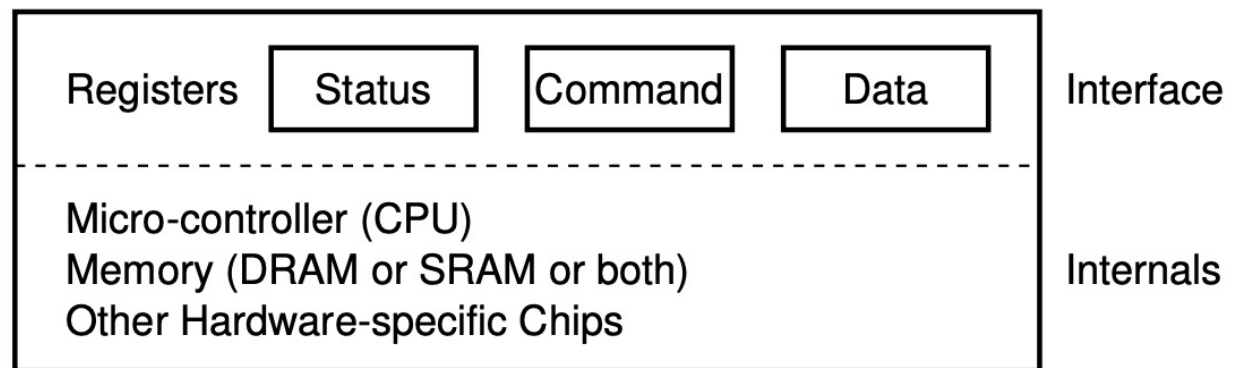 Registers Status Command Data Interface
Micro-controller (CPU)
Memory (DRAM or SRAM or both) Internals
Other Hardware-specific Chips